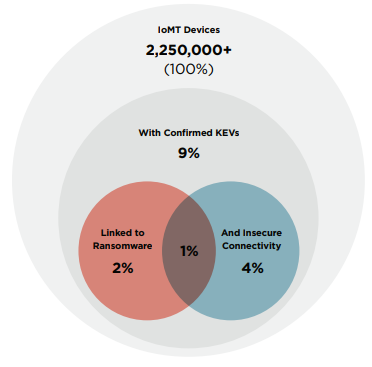 IoMT Devices
2,250,000+
(100%)
With Confirmed KEVs
9%
Linked to
Ransomware
2%
1%
And Insecure
Connectivity
4%